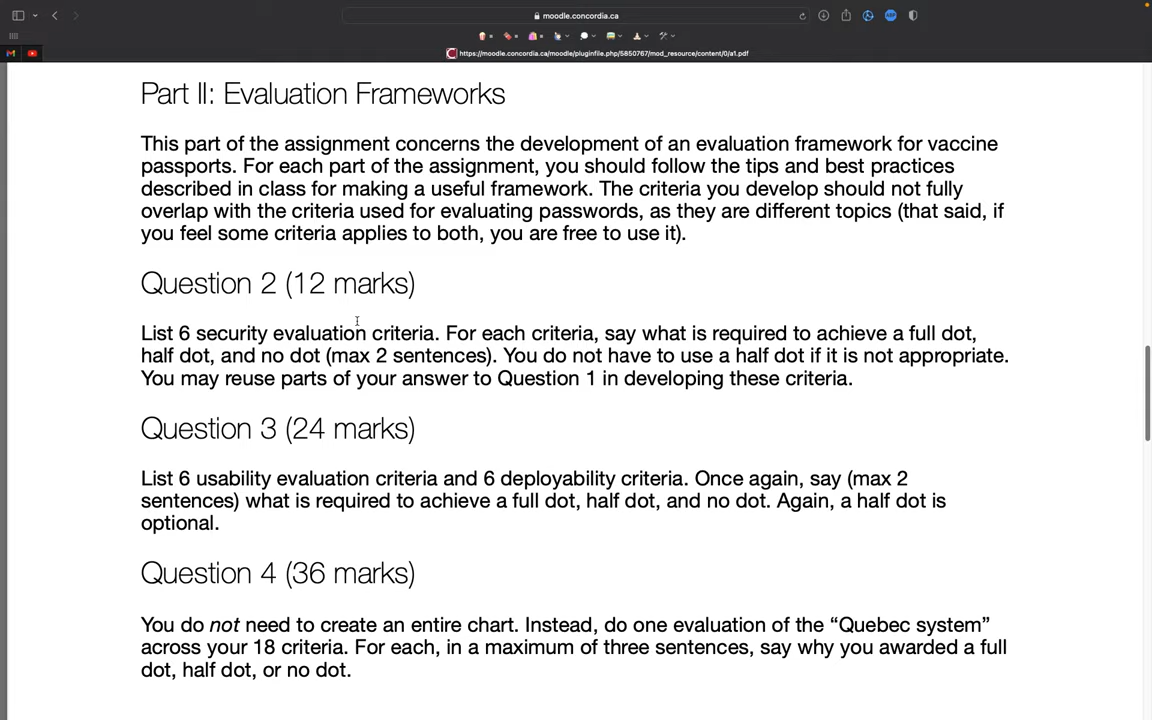 moodle.concordia.ca
https://moodle.concordia.ca/moodle/pluginfile.php/5850767/mod_resource/content/0/a1.pdf
Part II: Evaluation Frameworks
This part of the assignment concerns the development of an evaluation framework for vaccine
passports. For each part of the assignment, you should follow the tips and best practices
described in class for making a useful framework. The criteria you develop should not fully
overlap with the criteria used for evaluating passwords, as they are different topics (that said, if
you feel some criteria applies to both, you are free to use it).
Question 2 (12 marks)
List 6 security evaluation criteria. For each criteria, say what is required to achieve a full dot,
half dot, and no dot (max 2 sentences). You do not have to use a half dot if it is not appropriate.
You may reuse parts of your answer to Question 1 in developing these criteria.
Question 3 (24 marks)
List 6 usability evaluation criteria and 6 deployability criteria. Once again, say (max 2
sentences) what is required to achieve a full dot, half dot, and no dot. Again, a half dot is
optional.
Question 4 (36 marks)
You do not need to create an entire chart. Instead, do one evaluation of the “Quebec system”
across your 18 criteria. For each, in a maximum of three sentences, say why you awarded a full
dot, half dot, or no dot.